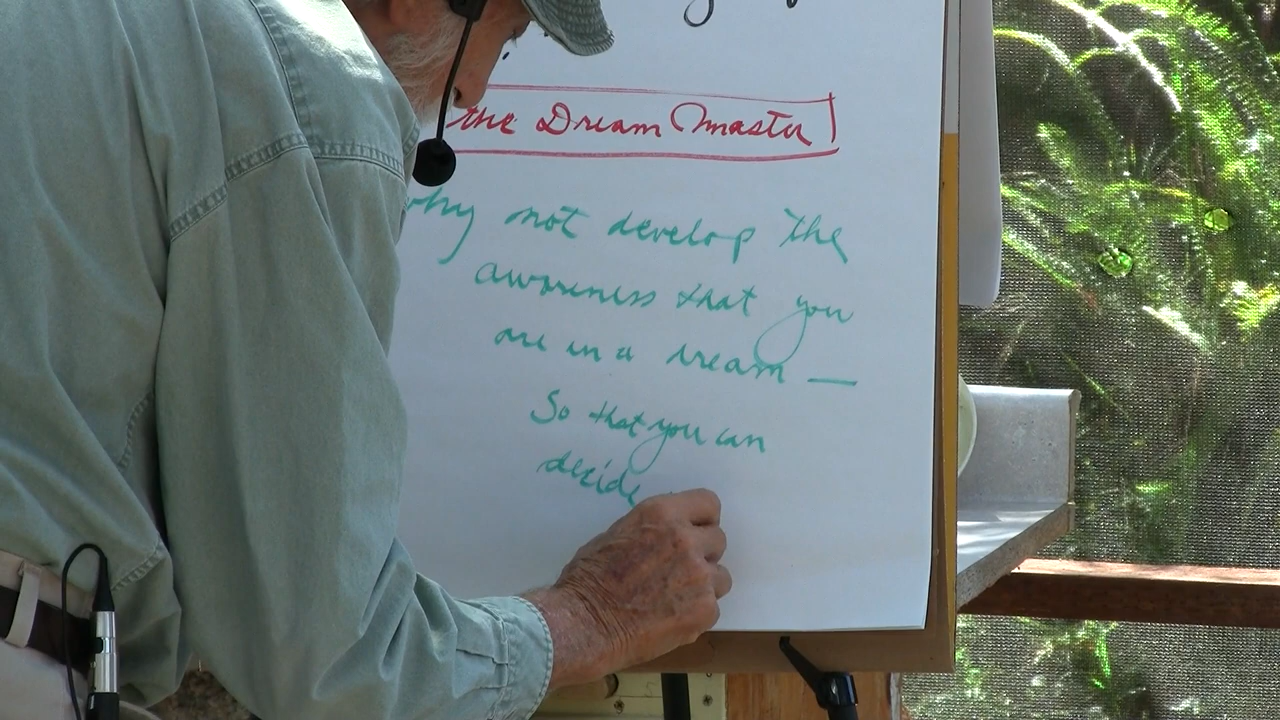 the Dream Master
why not develop the
awareness that you
are in a dream —
So that you can
decide